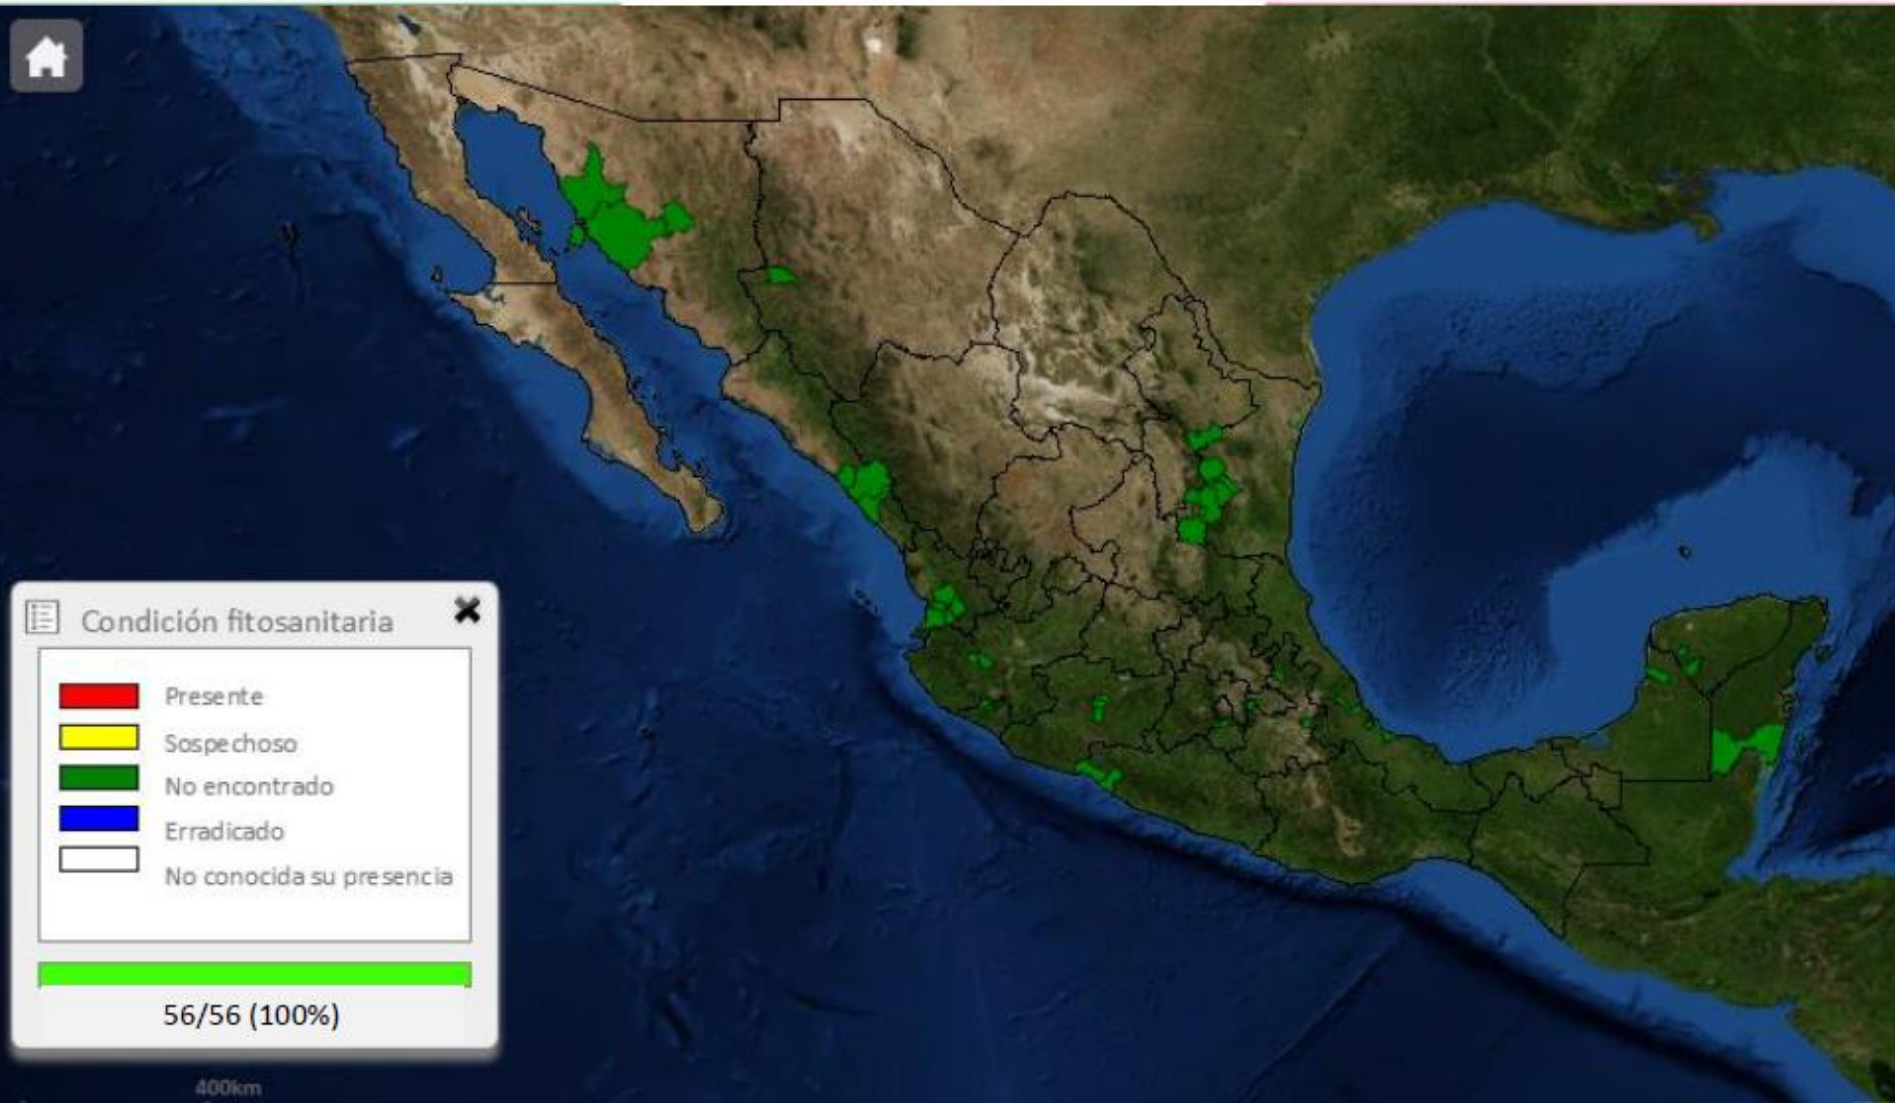 Condición fitosanitaria
Presente
Sospechoso
No encontrado
Erradicado
No conocida su presencia
56/56 (100%)
400km